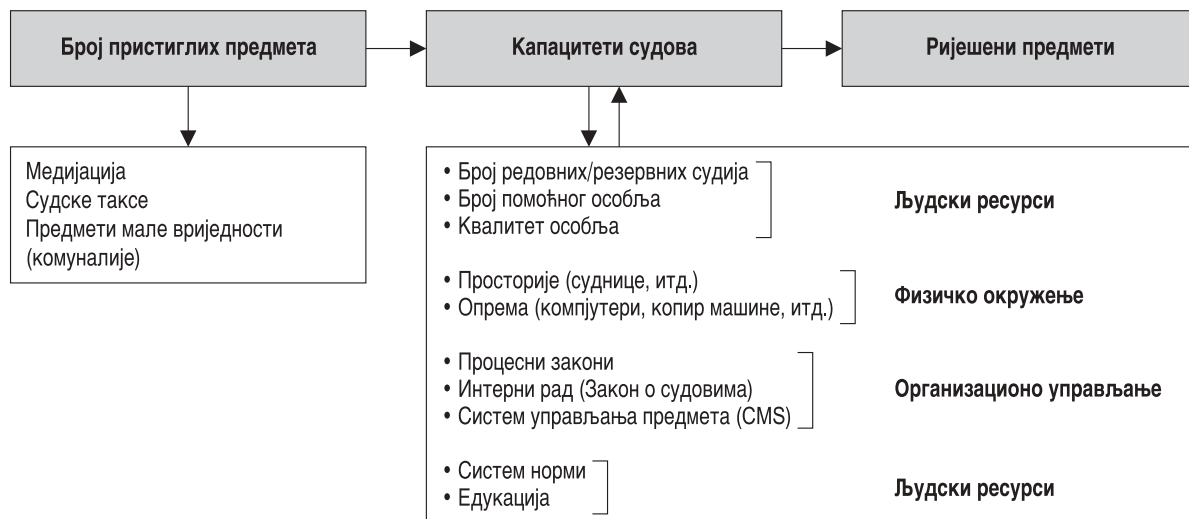 Број пристиглих предмета
Капацитети судова
Ријешени предмети
Медијација
Судске таксе
Предмети мале вриједности
(комуналије)
• Број редовних/резервних судија
• Број помоћног особља
• Квалитет особља
Људски ресурси
• Просторије (суднице, итд.)
• Опрема (компјутери, копир машине, итд.)
Физичко окружење
• Процесни закони
• Интерни рад (Закон о судовима)
• Систем управљања предмета (CMS)
Организационо управљање
• Систем норми
• Едукација
Људски ресурси